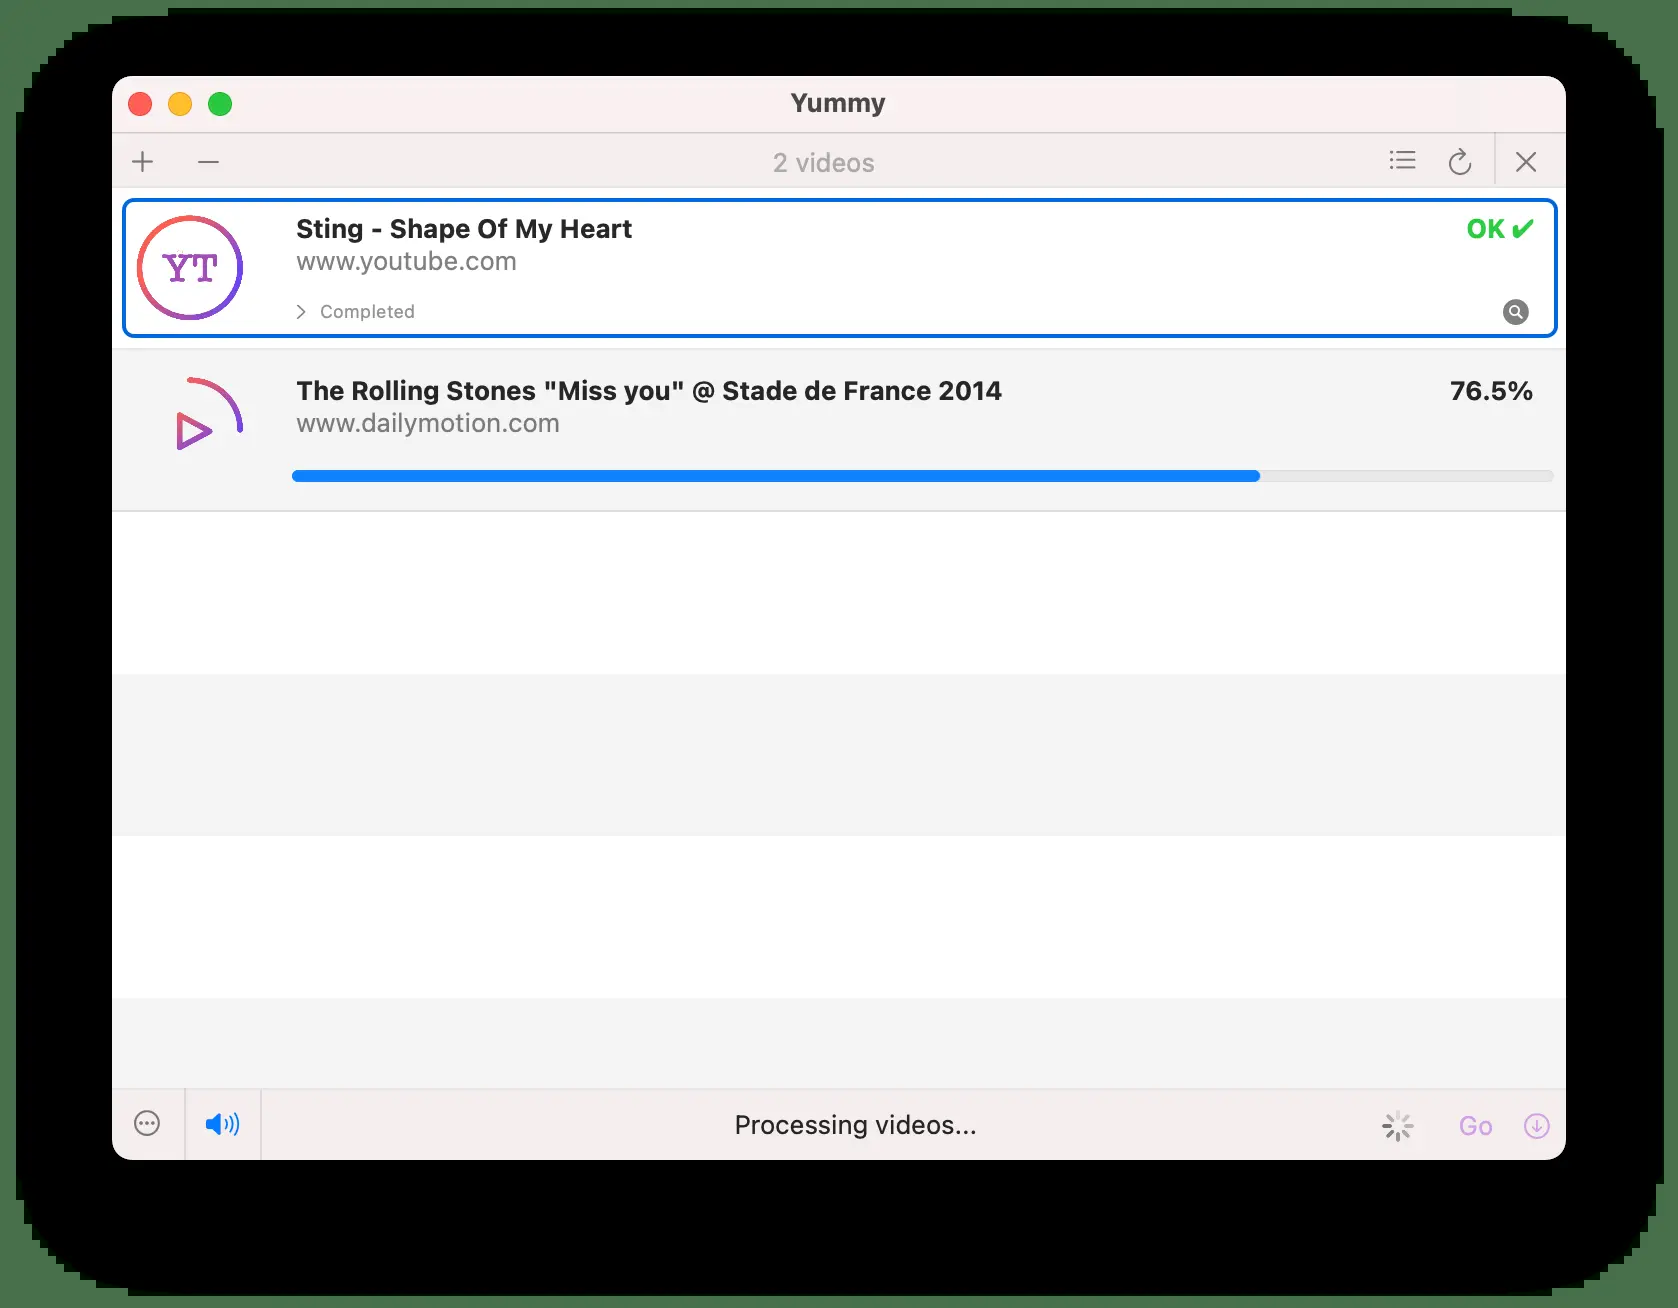 Yummy
2 videos
Sting - Shape Of My Heart
OK ✔
www.youtube.com
YT
Completed
The Rolling Stones "Miss you" @ Stade de France 2014
76.5%
www.dailymotion.com
Processing videos...
Go